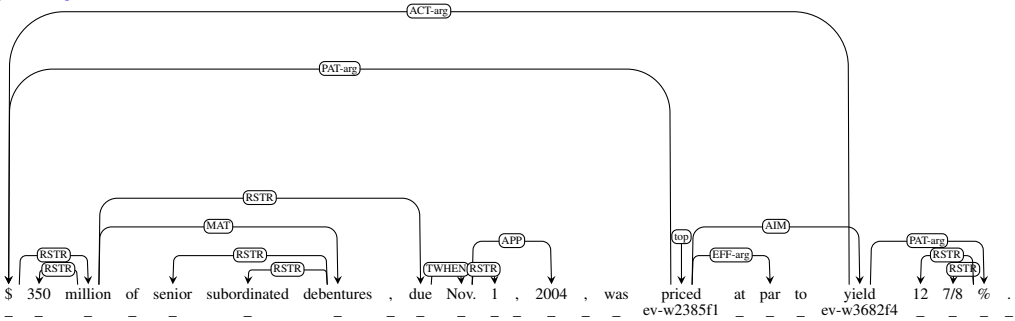 ACT-arg
PAT-arg
RSTR
MAT
top
AIM
APP
PAT-arg
RSTR
RSTR
EFF-arg
RSTR
RSTR
RSTR
TWHEN
RSTR
RSTR
$ 350 million of senior subordinated debentures , due Nov. 1 , 2004 , was priced at par to yield 12 7/8 % .
_ _ _ _ _ _ _ _ _ _ _ _ _ _ _ ev-w2385f1 _ _ _ ev-w3682f4 _ _ _ _